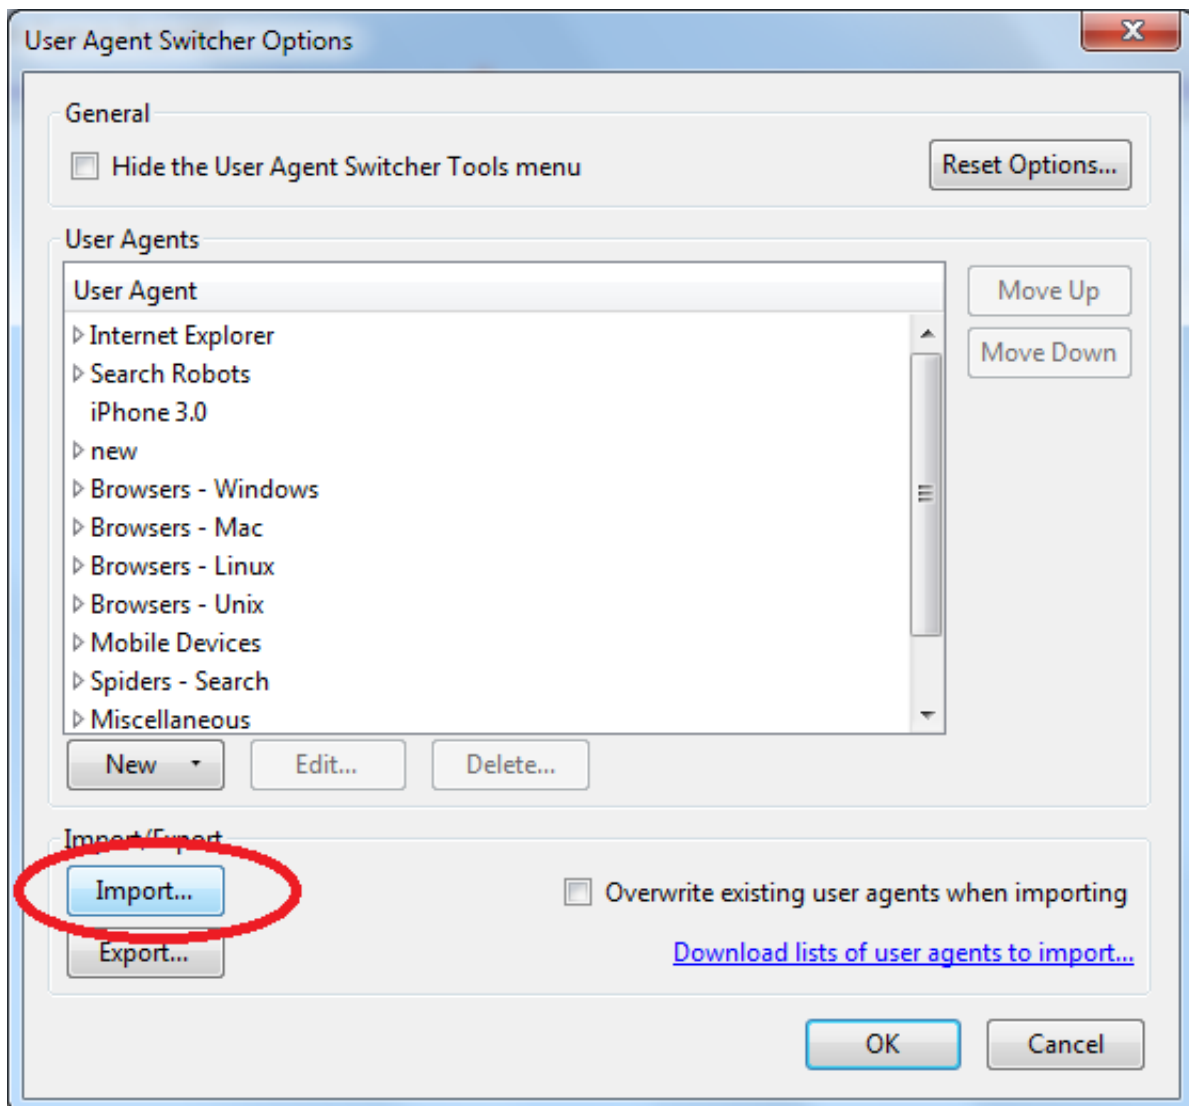 User Agent Switcher Options
General
Hide the User Agent Switcher Tools menu
Reset Options...
User Agents
User Agent
Move Up
Move Down
Internet Explorer
Search Robots
iPhone 3.0
new
Browsers - Windows
Browsers - Mac
Browsers - Linux
Browsers - Unix
Mobile Devices
Spiders - Search
Miscellaneous
New
Edit...
Delete...
Import/Export
Import...
Overwrite existing user agents when importing
Export...
Download lists of user agents to import...
OK
Cancel